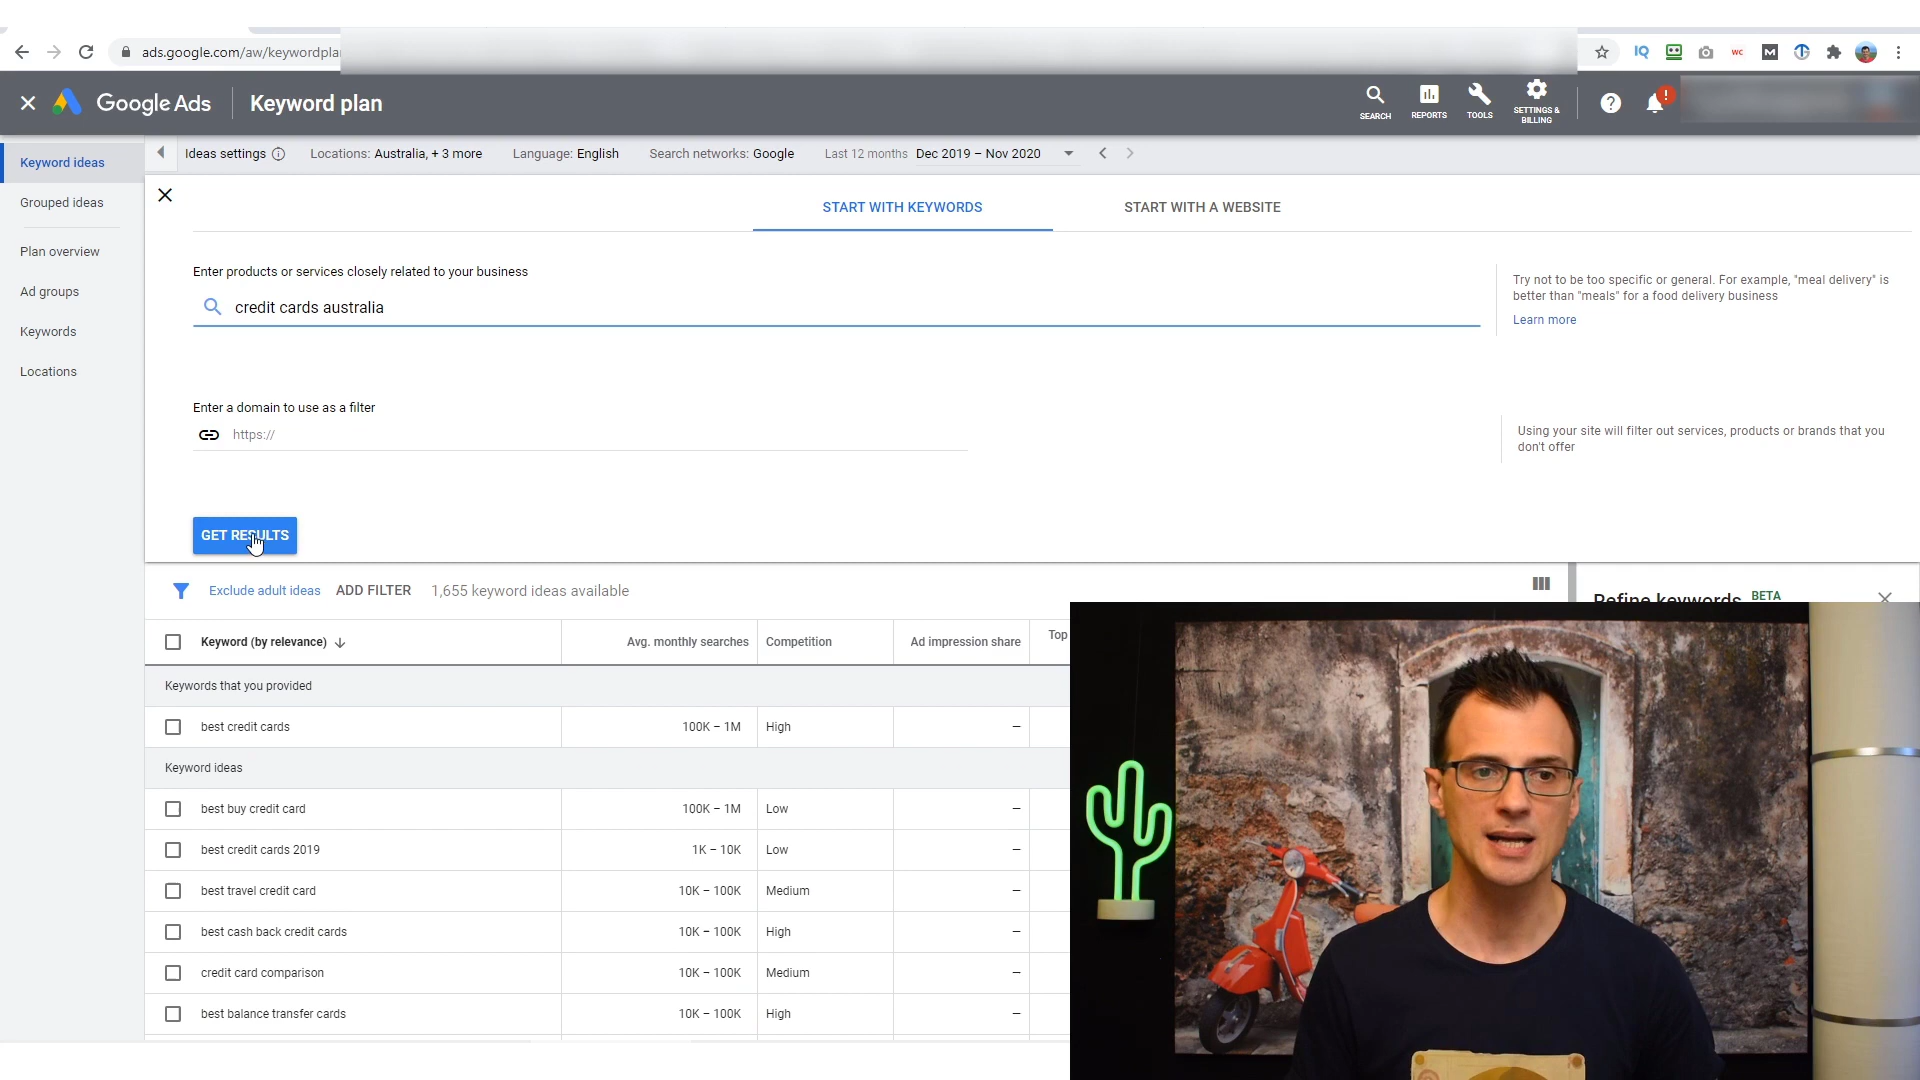 ads.google.com/aw/keywordpla
IQ
WC
M
Google Ads
Keyword plan
SEARCH
REPORTS
TOOLS
SETTINGS &
BILLING
!
Keyword ideas
Grouped ideas
Plan overview
Ad groups
Keywords
Locations
Ideas settings
Locations: Australia, + 3 more
Language: English
Search networks: Google
Last 12 months Dec 2019 – Nov 2020
START WITH KEYWORDS
START WITH A WEBSITE
Enter products or services closely related to your business
credit cards australia
Try not to be too specific or general. For example, "meal delivery" is
better than "meals" for a food delivery business
Learn more
Enter a domain to use as a filter
https://
Using your site will filter out services, products or brands that you
don't offer
GET RESULTS
Exclude adult ideas
ADD FILTER
1,655 keyword ideas available
Refine keywords BETA
Keyword (by relevance)
Avg. monthly searches
Competition
Ad impression share
Top
Keywords that you provided
best credit cards 100K – 1M High –
Keyword ideas
best buy credit card 100K – 1M Low –
best credit cards 2019 1K – 10K Low –
best travel credit card 10K – 100K Medium –
best cash back credit cards 10K – 100K High –
credit card comparison 10K – 100K Medium –
best balance transfer cards 10K – 100K High –